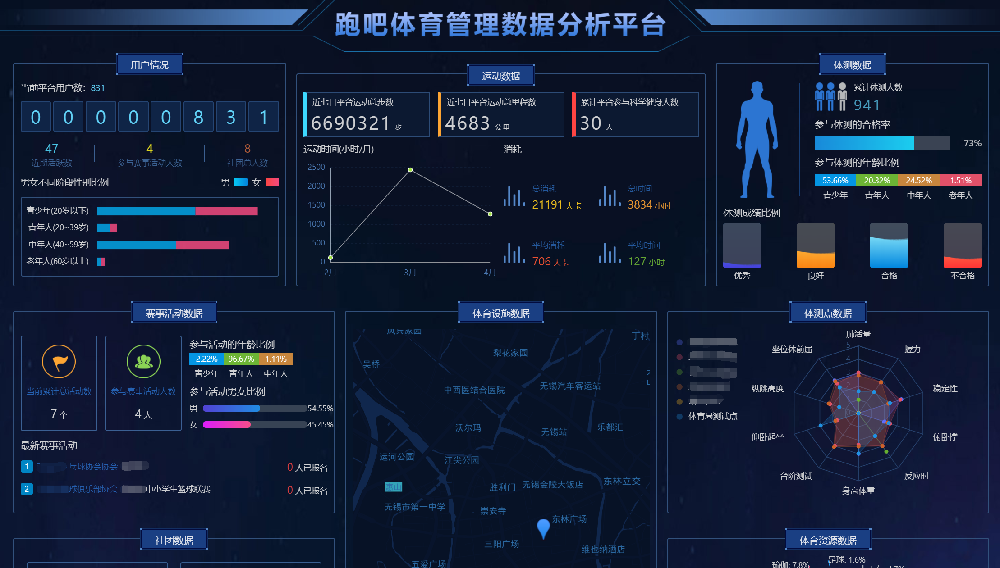 跑吧体育管理数据分析平台
用户情况
当前平台用户数：831
0 0 0 0 0 8 3 1
47 4 8
近期活跃数 参与赛事活动人数 社团总人数
男女不同阶段性别比例 男 女
青少年(20岁以下)
青年人(20~39岁)
中年人(40~59岁)
老年人(60岁以上)
运动数据
近七日平台运动总步数
6690321 步
近七日平台运动总里程数
4683 公里
累计平台参与科学健身人数
30 人
运动时间(小时/月)
2500
2000
1500
1000
500
0
2月 3月 4月
消耗
总消耗
21191 大卡
总时间
3834 小时
平均消耗
706 大卡
平均时间
127 小时
体测数据
累计体测人数
941
参与体测的合格率
73%
参与体测的年龄比例
53.66% 20.32% 24.52% 1.51%
青少年 青年人 中年人 老年人
体测成绩比例
优秀 良好 合格 不合格
赛事活动数据
当前累计总活动数
7 个
参与赛事活动人数
4 人
参与活动的年龄比例
2.22% 96.67% 1.11%
青少年 青年人 中年人
参与活动男女比例
男 54.55%
女 45.45%
最新赛事活动
1 乒乓球协会协会 0 人已报名
2 球俱乐部协会 中小学生篮球联赛 0 人已报名
体育设施数据
凤宾家园
丁村
梨花家园
吴桥
中西医结合医院
无锡汽车客运站
沃尔玛
无锡站
乐都汇
运河公园
江尖公园
惠山
胜利门
无锡金陵大饭店
东林立交
无锡市第一中学
崇安寺
东林广场
三阳广场
维也纳酒店
五爱广场
体测点数据
体育局测试点
肺活量
握力
稳定性
俯卧撑
反应时
身高体重
台阶测试
仰卧起坐
纵跳高度
坐位体前屈
5
4
3
2
1
0
社团数据
体育资源数据
足球: 1.6%
瑜伽: 7.8%